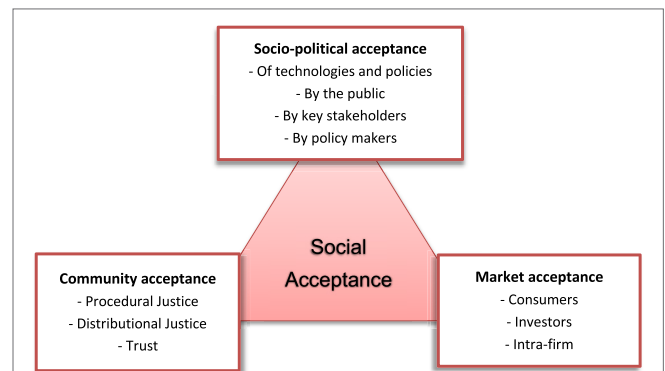 Socio-political acceptance
- Of technologies and policies
- By the public
- By key stakeholders
- By policy makers
Social
Acceptance
Community acceptance
- Procedural Justice
- Distributional Justice
- Trust
Market acceptance
- Consumers
- Investors
- Intra-firm